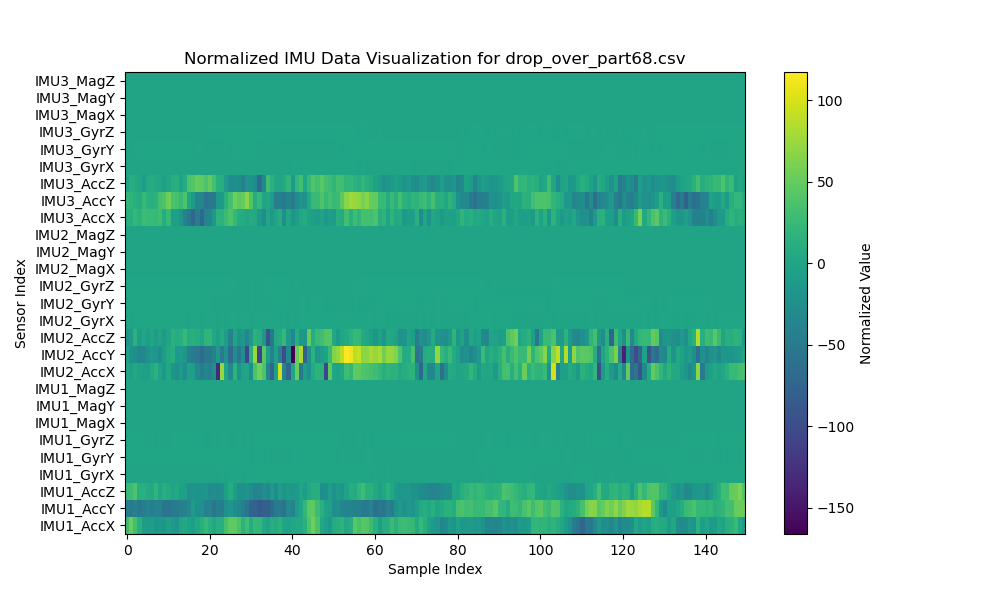 Normalized IMU Data Visualization for drop_over_part68.csv
IMU3_MagZ
IMU3_MagY
IMU3_MagX
IMU3_GyrZ
IMU3_GyrY
IMU3_GyrX
IMU3_AccZ
IMU3_AccY
IMU3_AccX
IMU2_MagZ
IMU2_MagY
IMU2_MagX
IMU2_GyrZ
IMU2_GyrY
IMU2_GyrX
IMU2_AccZ
IMU2_AccY
IMU2_AccX
IMU1_MagZ
IMU1_MagY
IMU1_MagX
IMU1_GyrZ
IMU1_GyrY
IMU1_GyrX
IMU1_AccZ
IMU1_AccY
IMU1_AccX
Sensor Index
0 20 40 60 80 100 120 140
Sample Index
100
50
0
−50
−100
−150
Normalized Value